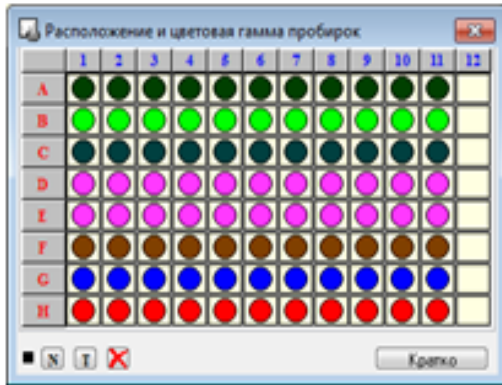 Расположение и цветовая гамма пробирок
1 2 3 4 5 6 7 8 9 10 11 12
A
B
C
D
E
F
G
H
N T Кратко